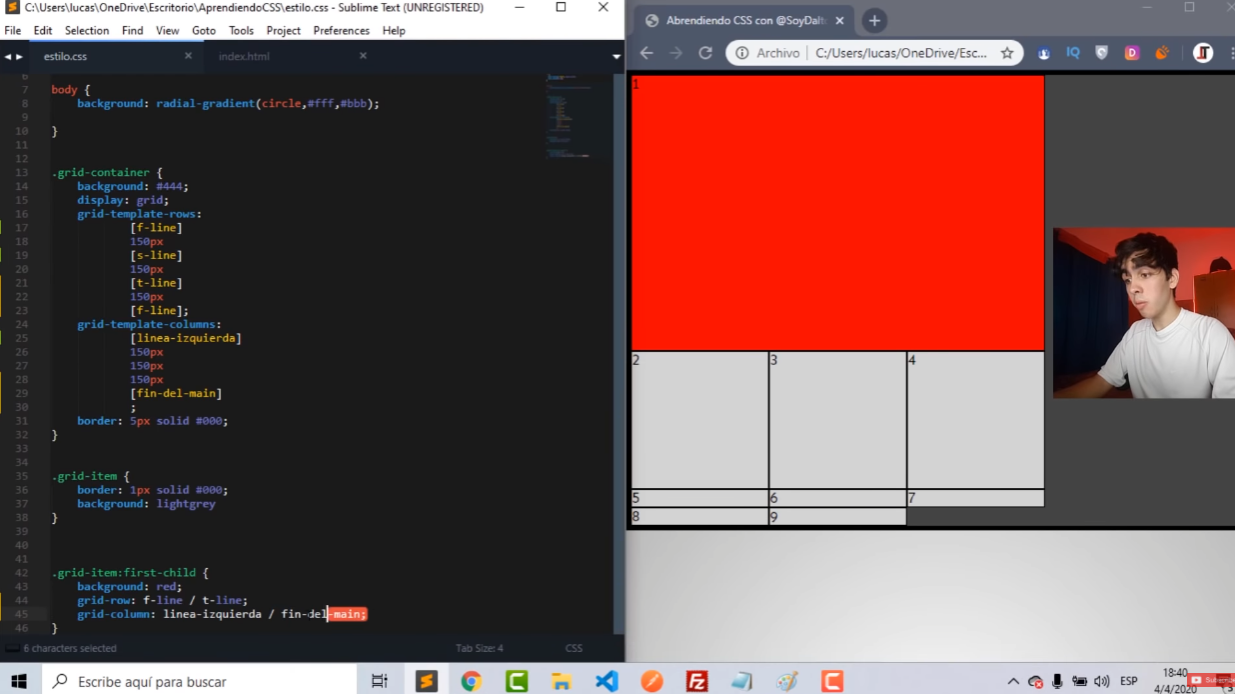 C:\Users\lucas\OneDrive\Escritorio\AprendiendoCSS\estilo.css - Sublime Text (UNREGISTERED)
File Edit Selection Find View Goto Tools Project Preferences Help
estilo.css
index.html
6
7 body {
8 background: radial-gradient(circle,#fff,#bbb);
9
10 }
11
12
13 .grid-container {
14 background: #444;
15 display: grid;
16 grid-template-rows:
17 [f-line]
18 150px
19 [s-line]
20 150px
21 [t-line]
22 150px
23 [f-line];
24 grid-template-columns:
25 [linea-izquierda]
26 150px
27 150px
28 150px
29 [fin-del-main]
30 ;
31 border: 5px solid #000;
32 }
33
34
35 .grid-item {
36 border: 1px solid #000;
37 background: lightgrey
38 }
39
40
41
42 .grid-item:first-child {
43 background: red;
44 grid-row: f-line / t-line;
45 grid-column: linea-izquierda / fin-del-main;
46 }
6 characters selected
Tab Size: 4
CSS
Aprendiendo CSS con @SoyDalt
Archivo C:/Users/lucas/OneDrive/Esc...
IQ
D
1
2 3 4
5 6 7
8 9
Escribe aquí para buscar
ESP
18:40
4/4/2020